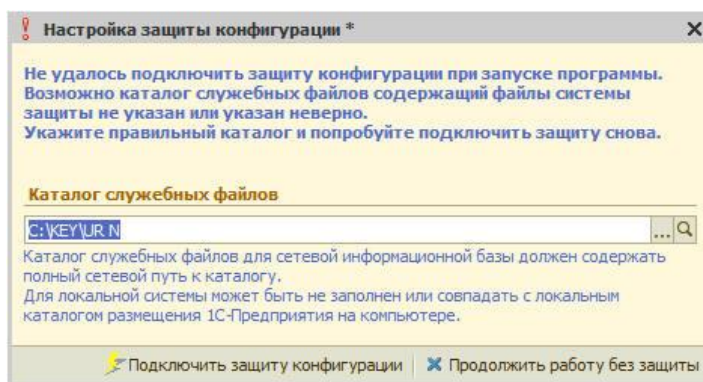 Настройка защиты конфигурации *
Не удалось подключить защиту конфигурации при запуске программы.
Возможно каталог служебных файлов содержащий файлы системы
защиты не указан или указан неверно.
Укажите правильный каталог и попробуйте подключить защиту снова.
Каталог служебных файлов
C:\KEY\UR N
...
Каталог служебных файлов для сетевой информационной базы должен содержать
полный сетевой путь к каталогу.
Для локальной системы может быть не заполнен или совпадать с локальным
каталогом размещения 1С-Предприятия на компьютере.
Подключить защиту конфигурации Продолжить работу без защиты